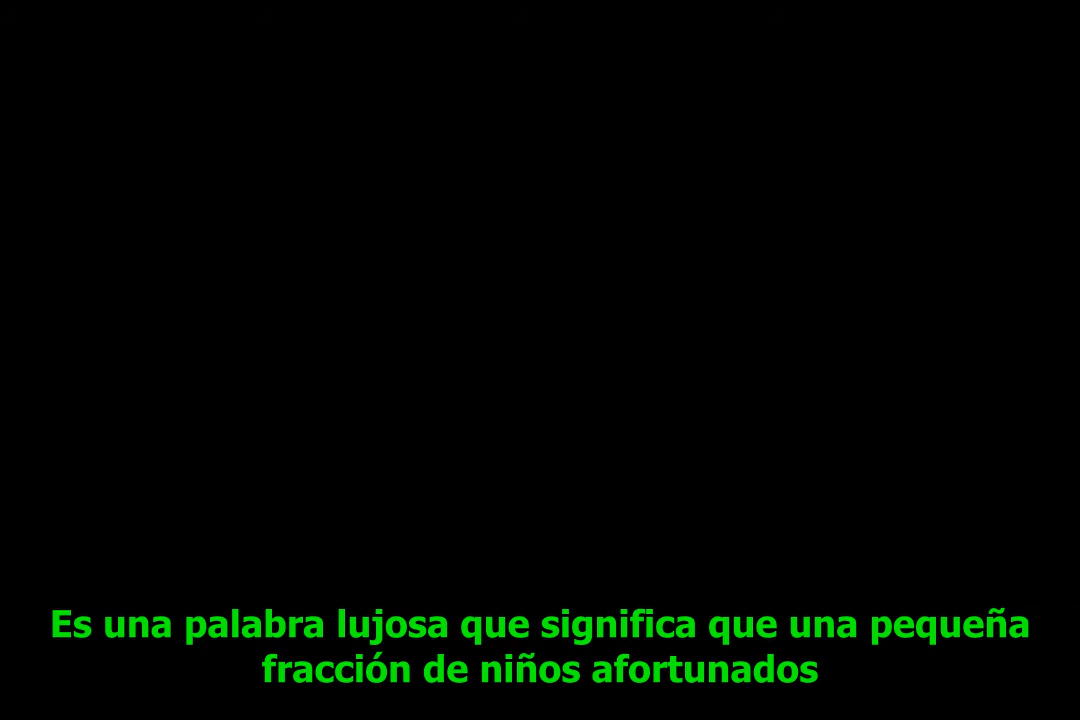 Es una palabra lujosa que significa que una pequeña
fracción de niños afortunados